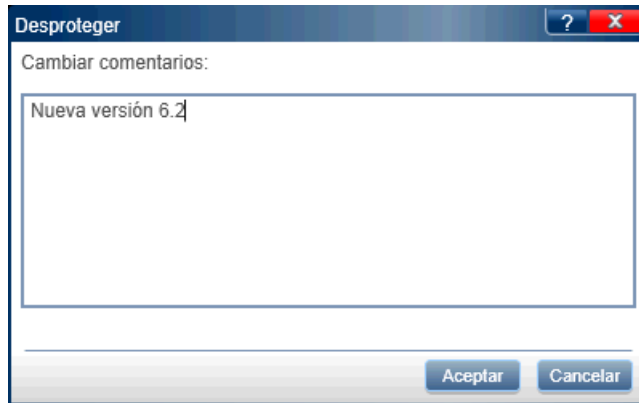 Desproteger
?
X
Cambiar comentarios:
Nueva versión 6.2
Aceptar
Cancelar